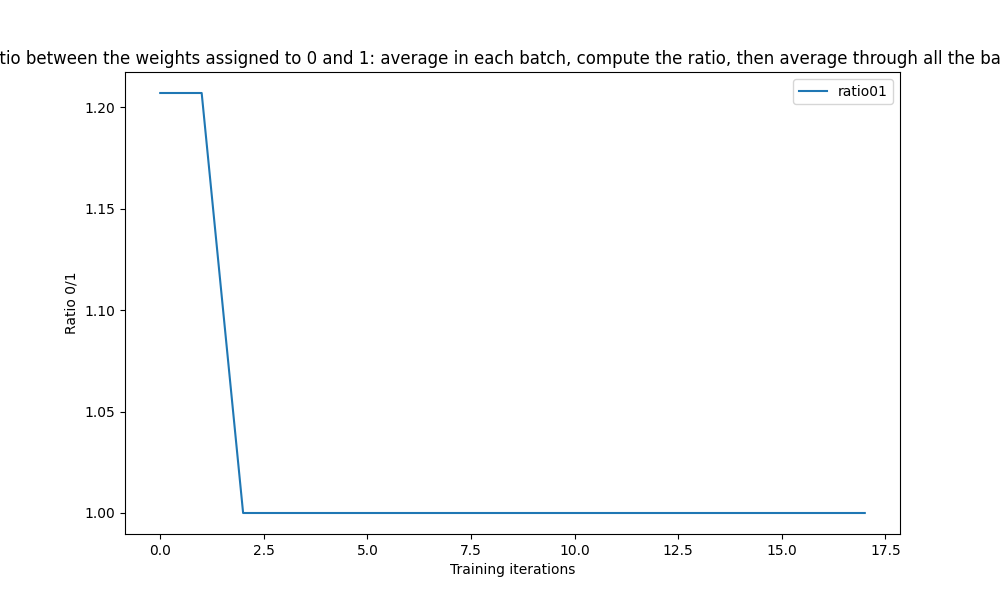 tio between the weights assigned to 0 and 1: average in each batch, compute the ratio, then average through all the ba
ratio01
1.20
1.15
1.10
1.05
1.00
Ratio 0/1
0.0 2.5 5.0 7.5 10.0 12.5 15.0 17.5
Training iterations